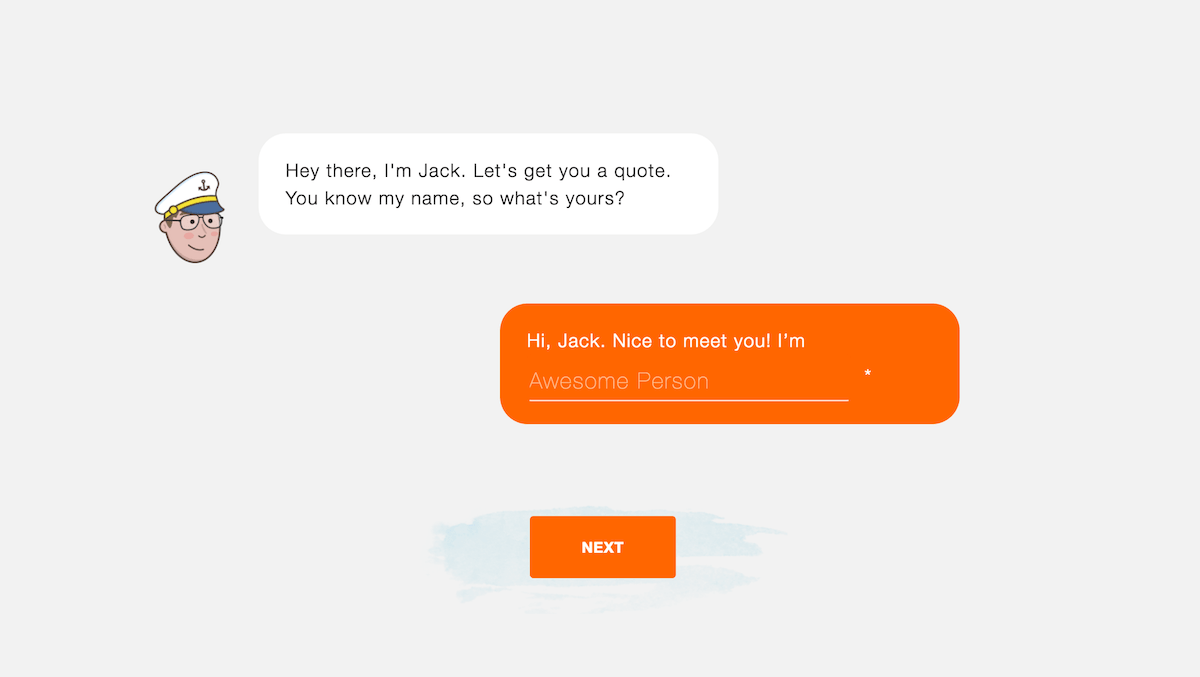 Hey there, I'm Jack. Let's get you a quote.
You know my name, so what's yours?
Hi, Jack. Nice to meet you! I’m
Awesome Person *
NEXT